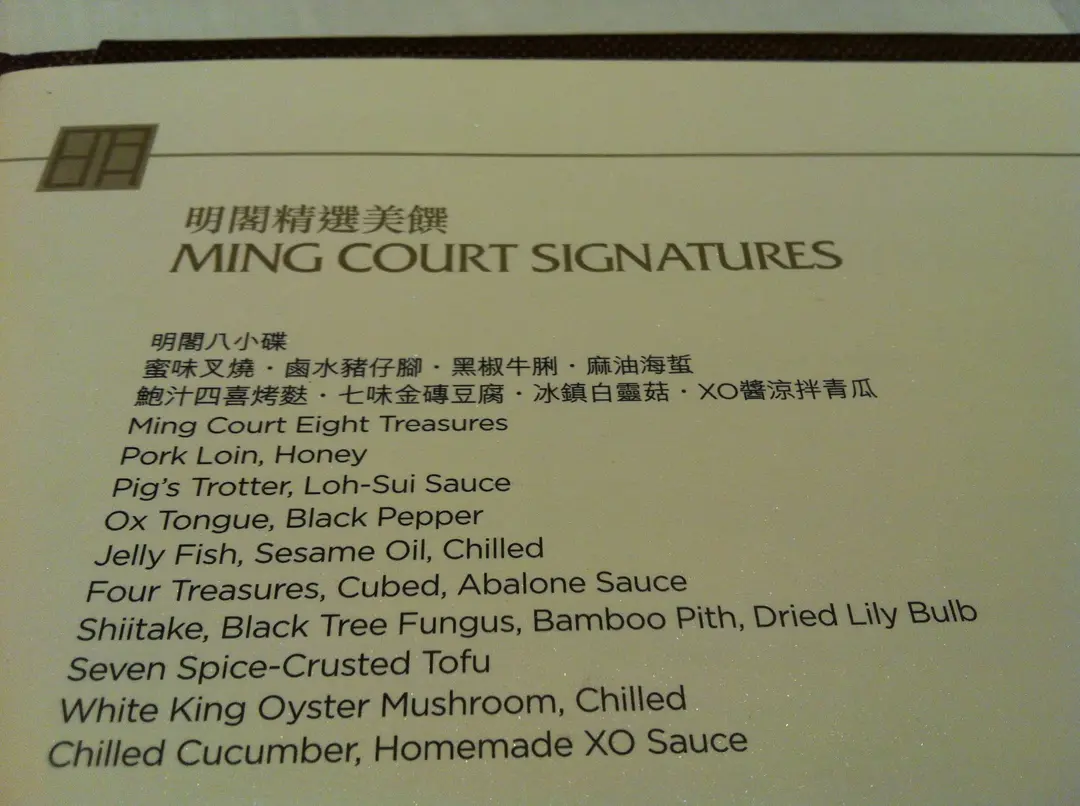 明
明閣精選美饌
MING COURT SIGNATURES
明閣八小碟
蜜味叉燒・鹵水豬仔腳・黑椒牛脷・麻油海蜇
鮑汁四喜烤麩・七味金磚豆腐・冰鎮白靈菇・XO醬涼拌青瓜
Ming Court Eight Treasures
Pork Loin, Honey
Pig's Trotter, Loh-Sui Sauce
Ox Tongue, Black Pepper
Jelly Fish, Sesame Oil, Chilled
Four Treasures, Cubed, Abalone Sauce
Shiitake, Black Tree Fungus, Bamboo Pith, Dried Lily Bulb
Seven Spice-Crusted Tofu
White King Oyster Mushroom, Chilled
Chilled Cucumber, Homemade XO Sauce